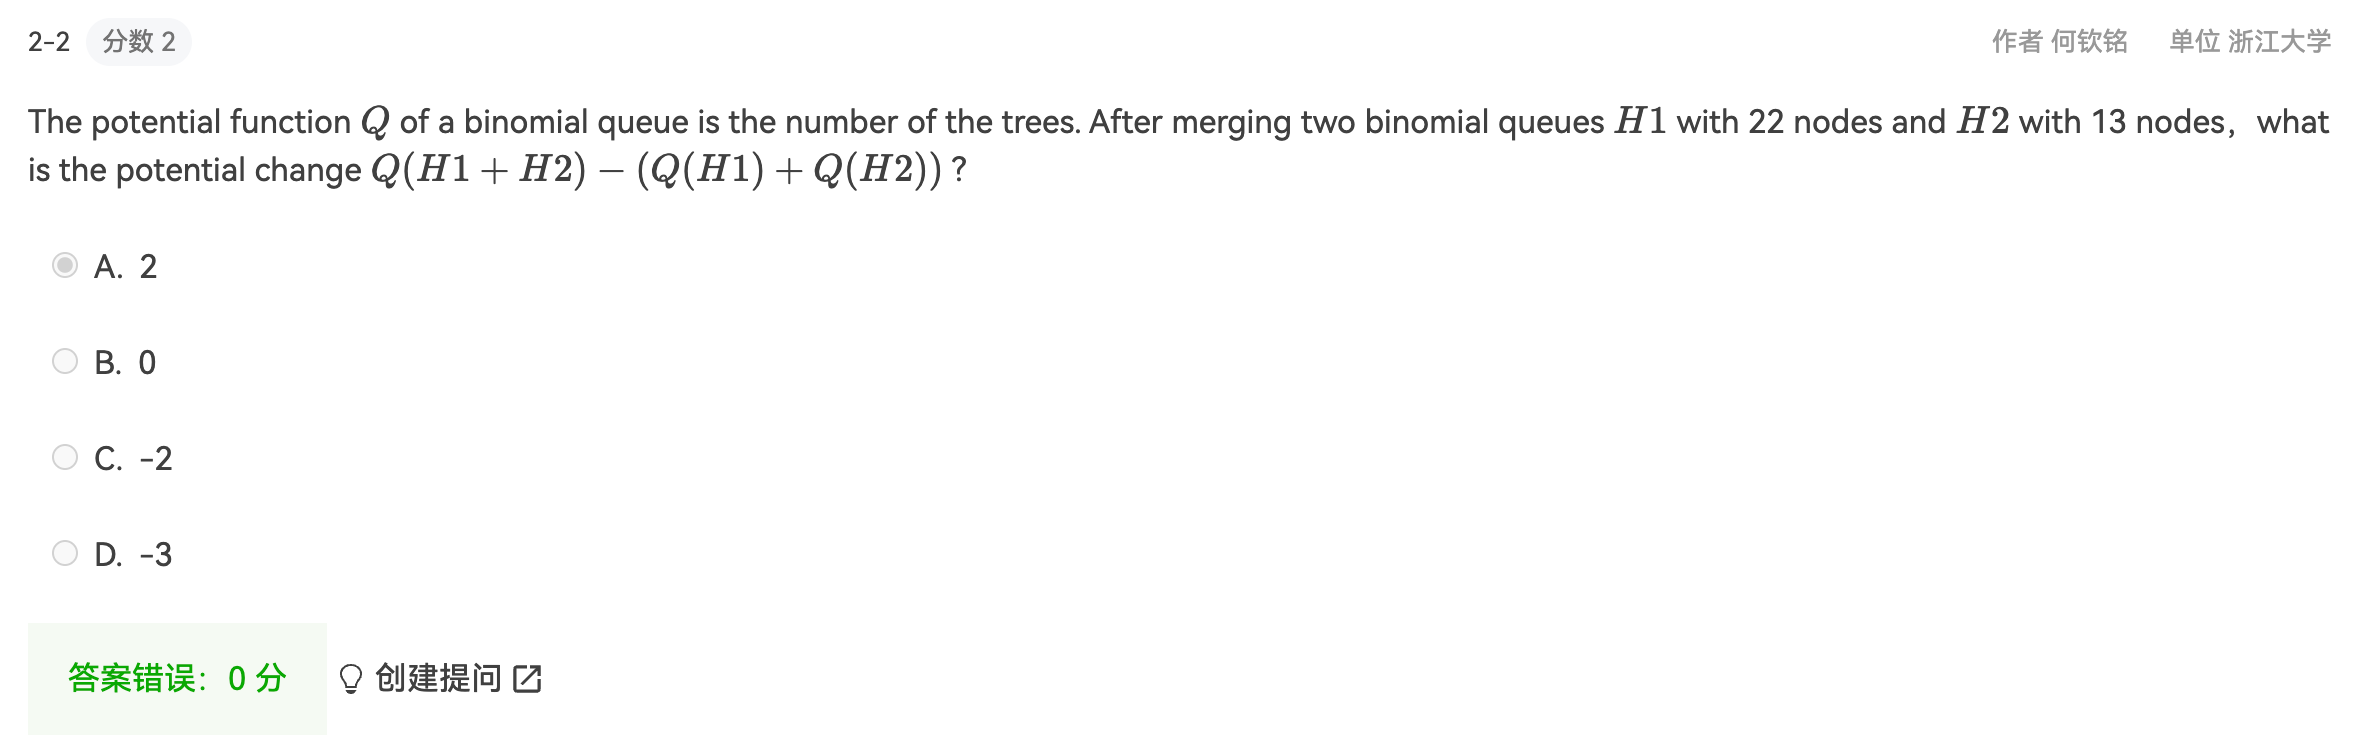 2-2 分数 2 作者 何钦铭 单位 浙江大学
The potential function Q of a binomial queue is the number of the trees. After merging two binomial queues H1 with 22 nodes and H2 with 13 nodes，what
is the potential change Q(H1 + H2) − (Q(H1) + Q(H2)) ?
A. 2
B. 0
C. -2
D. -3
答案错误：0 分 创建提问